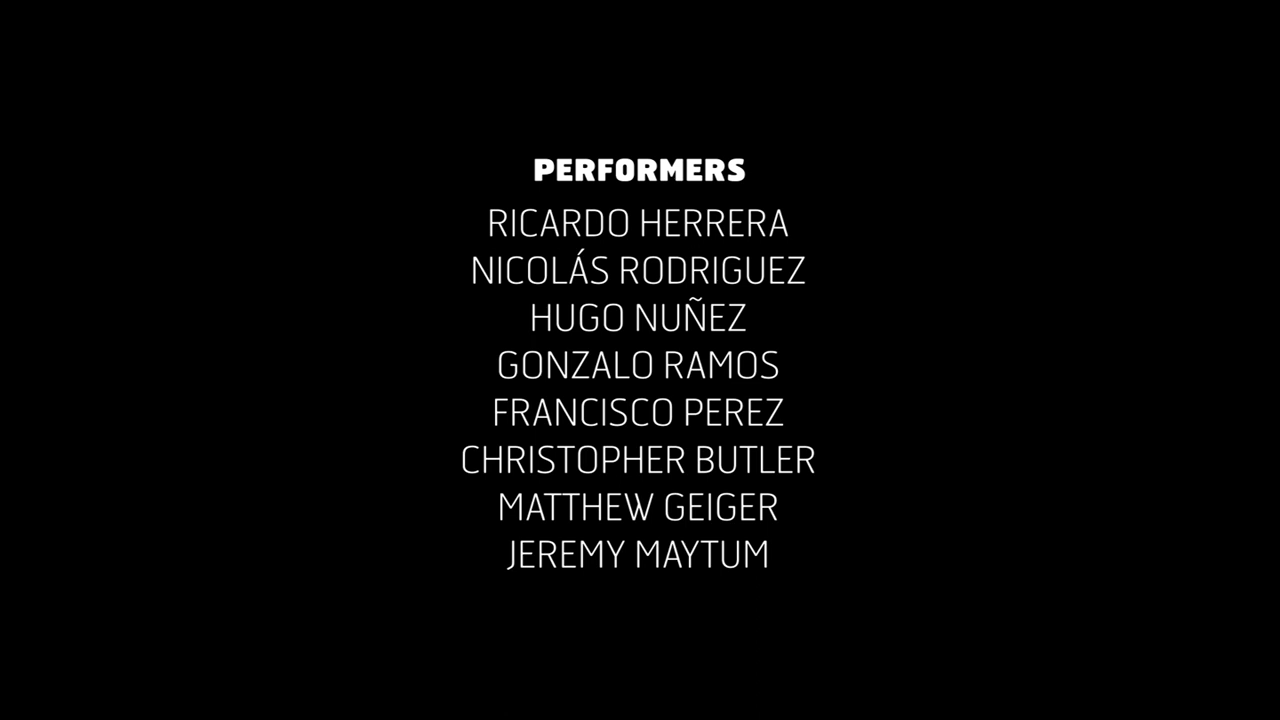 PERFORMERS
RICARDO HERRERA
NICOLÁS RODRIGUEZ
HUGO NUÑEZ
GONZALO RAMOS
FRANCISCO PEREZ
CHRISTOPHER BUTLER
MATTHEW GEIGER
JEREMY MAYTUM